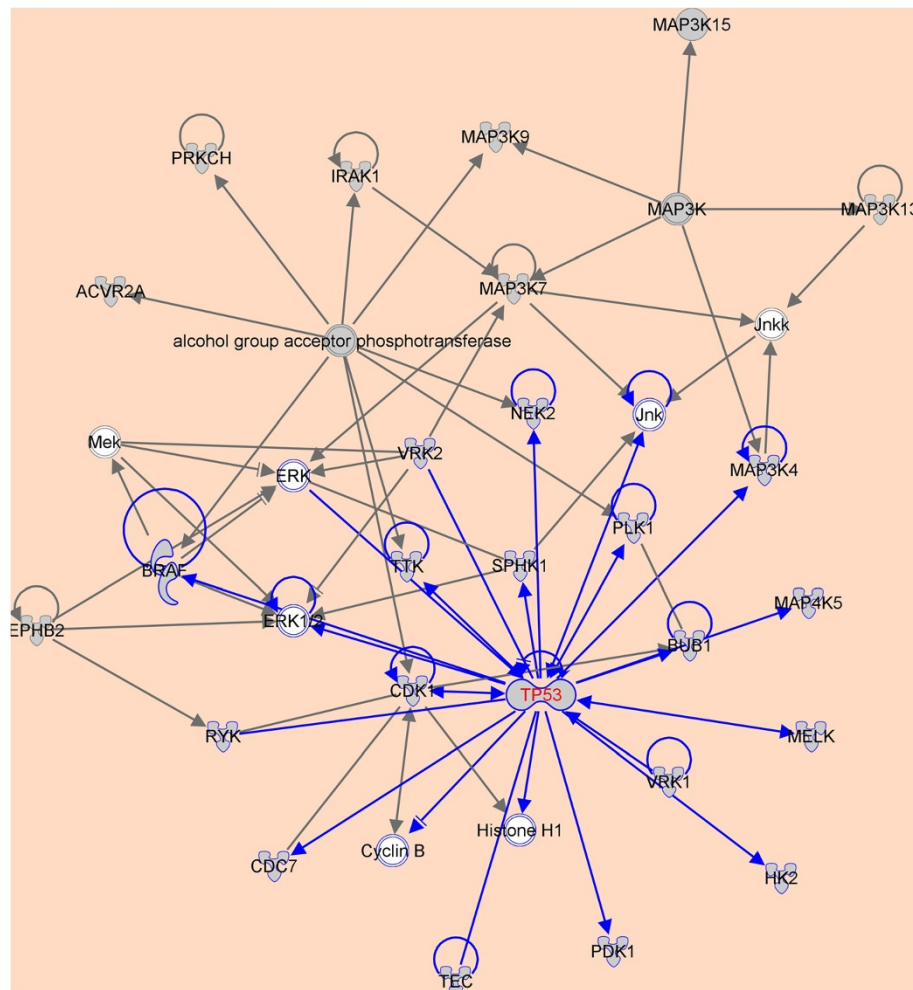 MAP3K15
MAP3K9
PRKCH
IRAK1
MAP3K
MAP3K13
ACVR2A
MAP3K7
Jnkk
alcohol group acceptor phosphotransferase
NEK2
Jnk
Mek
VRK2
ERK
MAP3K4
PLK1
BRAF
TTK
SPHK1
MAP4K5
ERK1/2
EPHB2
BUB1
CDK1
TP53
RYK
MELK
VRK1
Histone H1
Cyclin B
CDC7
HK2
PDK1
TEC